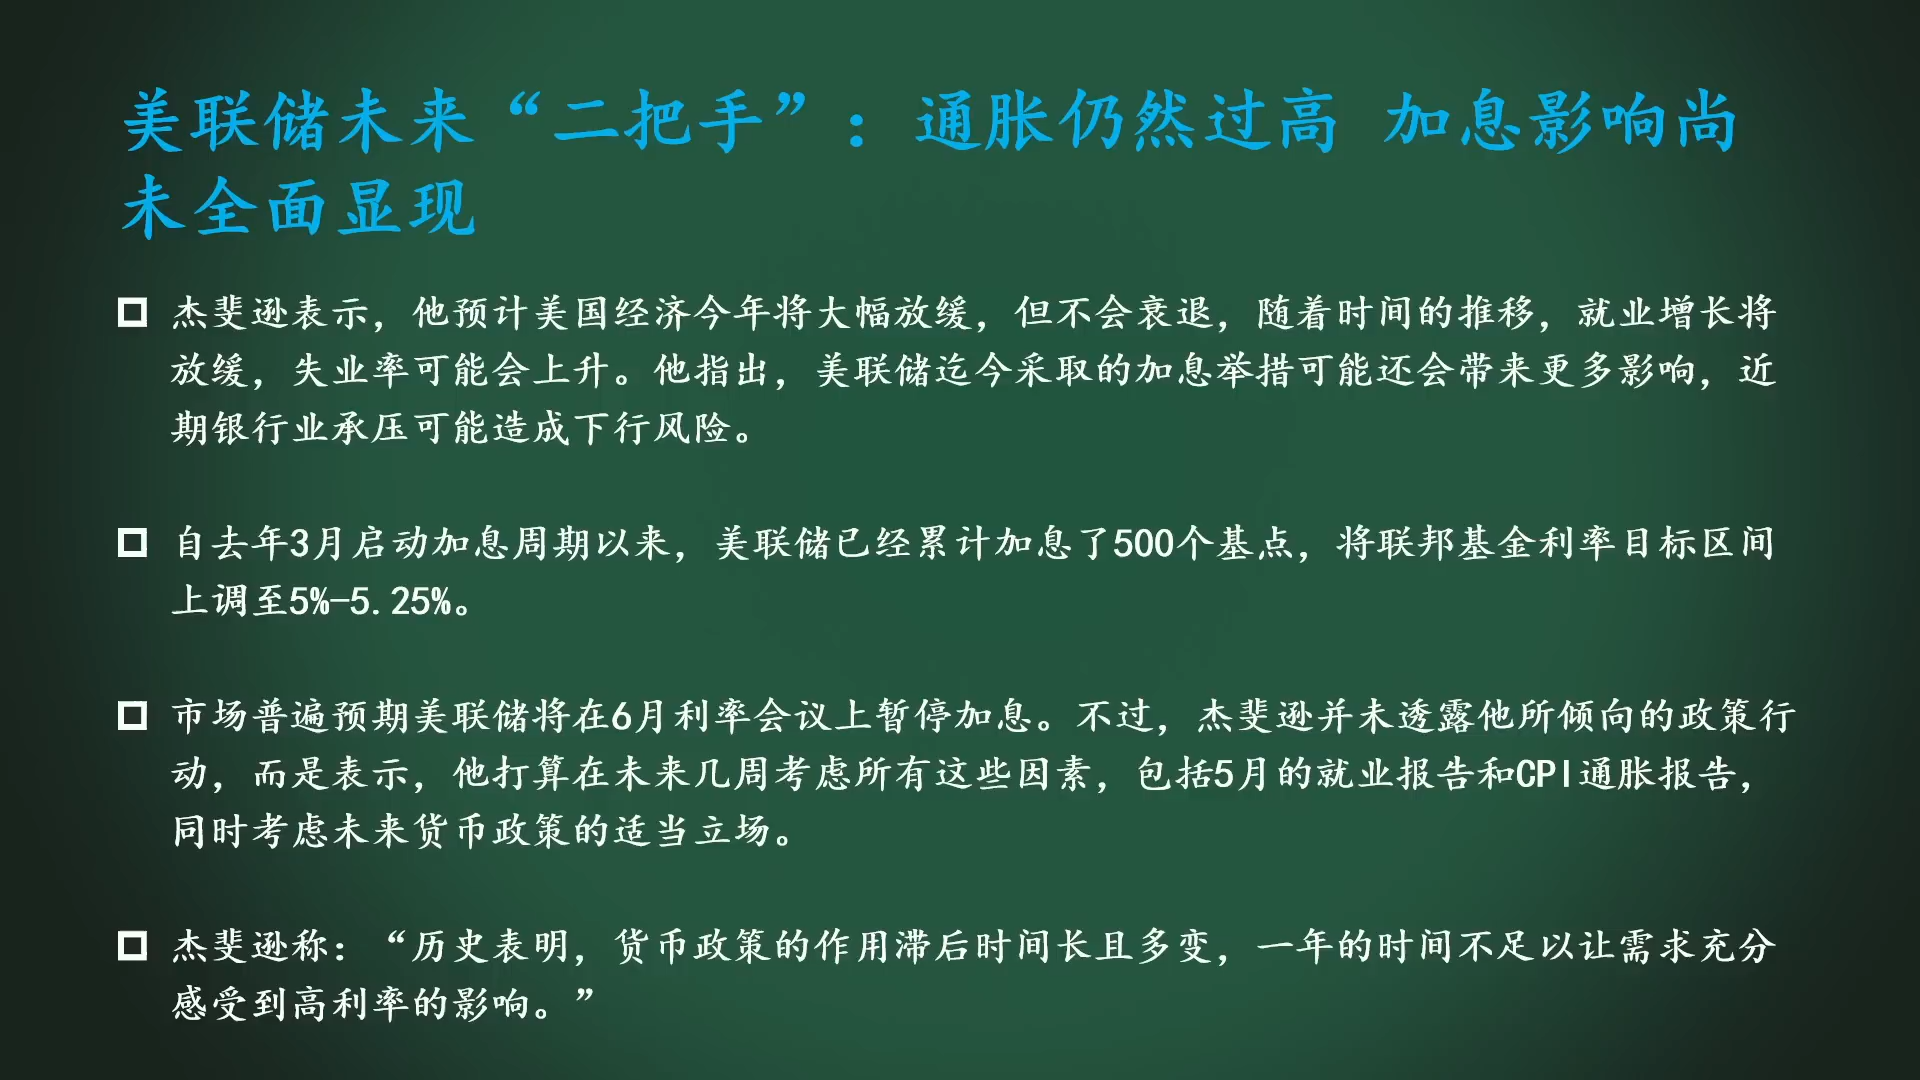 美联储未来“二把手”：通胀仍然过高 加息影响尚
未全面显现
杰斐逊表示，他预计美国经济今年将大幅放缓，但不会衰退，随着时间的推移，就业增长将
放缓，失业率可能会上升。他指出，美联储迄今采取的加息举措可能还会带来更多影响，近
期银行业承压可能造成下行风险。
自去年3月启动加息周期以来，美联储已经累计加息了500个基点，将联邦基金利率目标区间
上调至5%—5.25%。
市场普遍预期美联储将在6月利率会议上暂停加息。不过，杰斐逊并未透露他所倾向的政策行
动，而是表示，他打算在未来几周考虑所有这些因素，包括5月的就业报告和CPI通胀报告，
同时考虑未来货币政策的适当立场。
杰斐逊称：“历史表明，货币政策的作用滞后时间长且多变，一年的时间不足以让需求充分
感受到高利率的影响。”